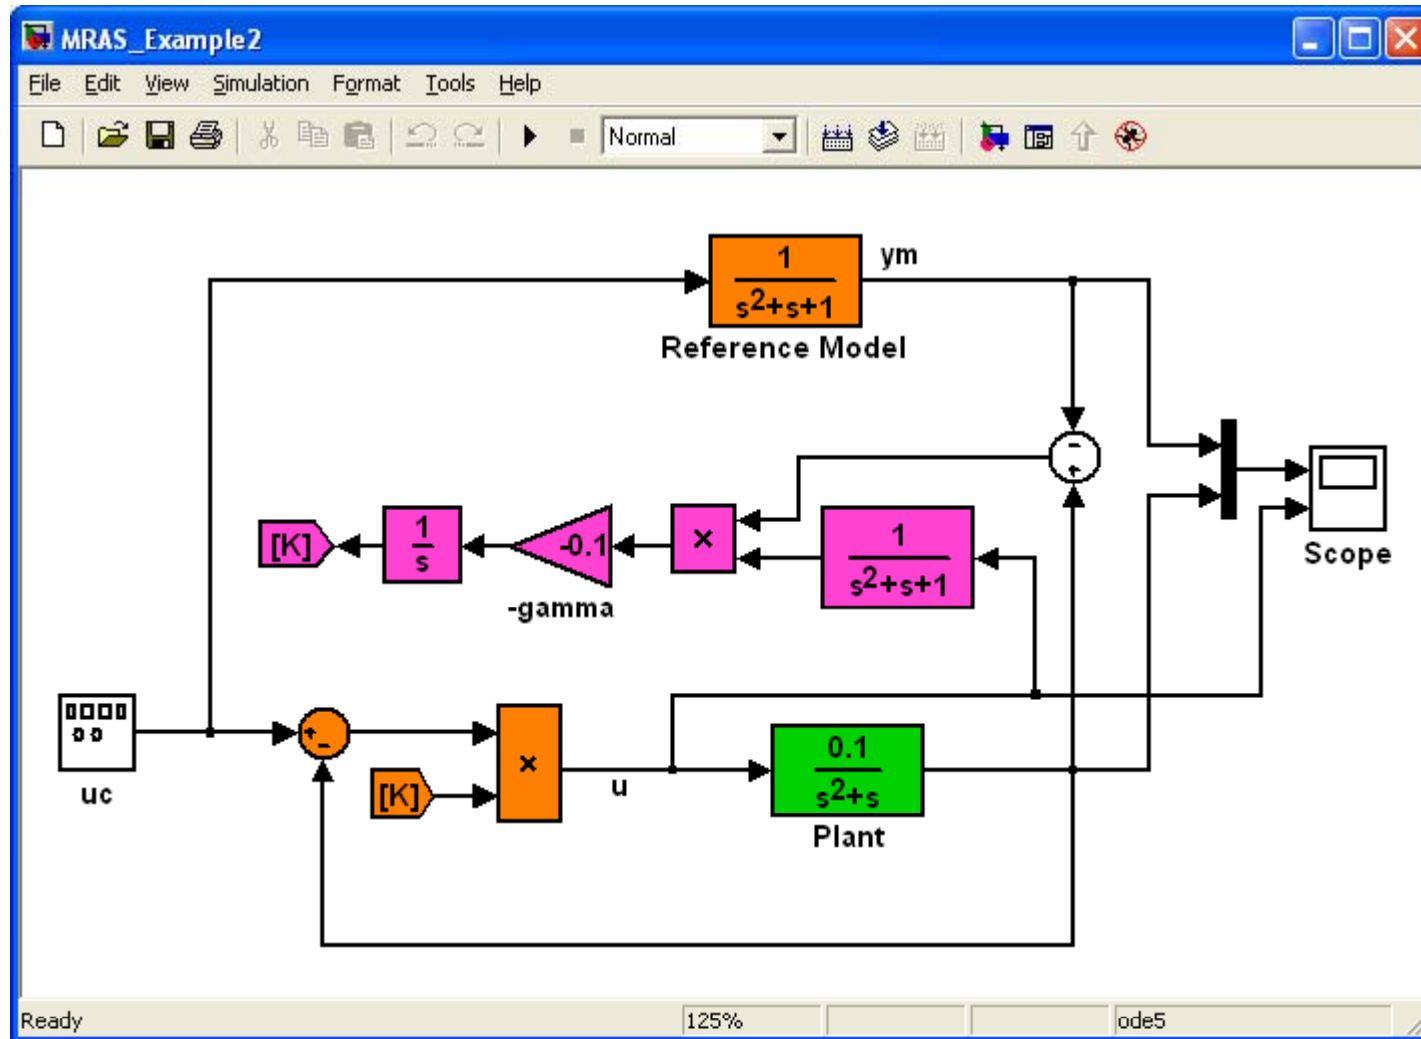 MRAS_Example2
File Edit View Simulation Format Tools Help
Normal
1
s2+s+1
ym
Reference Model
-
+
[K]
1
s
-0.1
-gamma
×
1
s2+s+1
Scope
uc
+
-
[K]
×
u
0.1
s2+s
Plant
Ready 125% ode5